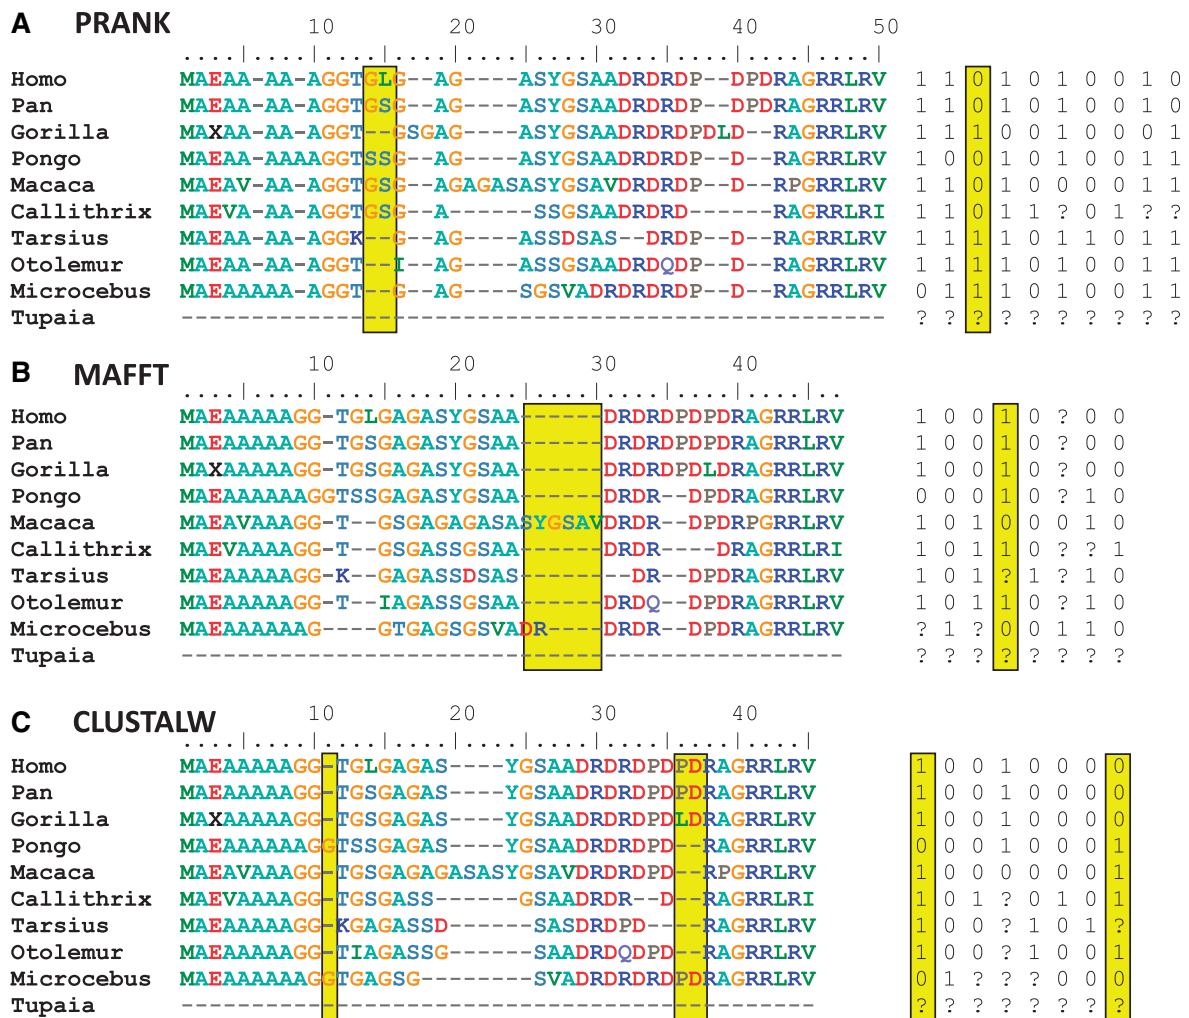 A PRANK
10 20 30 40 50
Homo MAEAA-AA-AGGTGLG--AG----ASYGSAADRDRDP--DPDRAGRRLRV 1 1 0 1 0 1 0 0 1 0
Pan MAEAA-AA-AGGTGSG--AG----ASYGSAADRDRDP--DPDRAGRRLRV 1 1 0 1 0 1 0 0 1 0
Gorilla MAXAA-AA-AGGT--GSGAG----ASYGSAADRDRDPDLD--RAGRRLRV 1 1 1 0 0 1 0 0 0 1
Pongo MAEAA-AAAAGGTSSG--AG----ASYGSAADRDRDP--D--RAGRRLRV 1 0 0 1 0 1 0 0 1 1
Macaca MAEAV-AA-AGGTGSG--AGAGASASYGSAVDRDRDP--D--RPGRRLRV 1 1 0 1 0 0 0 0 1 1
Callithrix MAEVA-AA-AGGTGSG--A------SSGSAADRDRD------RAGRRLRI 1 1 0 1 1 ? 0 1 ? ?
Tarsius MAEAA-AA-AGGK--G--AG----ASSDSAS--DRDP--D--RAGRRLRV 1 1 1 1 0 1 1 0 1 1
Otolemur MAEAA-AA-AGGT--I--AG----ASSGSAADRDQDP--D--RAGRRLRV 1 1 1 1 0 1 0 0 1 1
Microcebus MAEAAAAA-AGGT--G--AG----SGSVADRDRDRDP--D--RAGRRLRV 0 1 1 1 0 1 0 0 1 1
Tupaia -------------------------------------------------- ? ? ? ? ? ? ? ? ? ?
B MAFFT
10 20 30 40
Homo MAEAAAAAGG-TGLGAGASYGSAA------DRDRDPDPDRAGRRLRV 1 0 0 1 0 ? 0 0
Pan MAEAAAAAGG-TGSGAGASYGSAA------DRDRDPDPDRAGRRLRV 1 0 0 1 0 ? 0 0
Gorilla MAXAAAAAGG-TGSGAGASYGSAA------DRDRDPDLDRAGRRLRV 1 0 0 1 0 ? 0 0
Pongo MAEAAAAAAGGTSSGAGASYGSAA------DRDR--DPDRAGRRLRV 0 0 0 1 0 ? 1 0
Macaca MAEAVAAAGG-T--GSGAGAGASASYGSAVDRDR--DPDRPGRRLRV 1 0 1 0 0 0 1 0
Callithrix MAEVAAAAGG-T--GSGASSGSAA------DRDR----DRAGRRLRI 1 0 1 1 0 ? ? 1
Tarsius MAEAAAAAGG-K--GAGASSDSAS--------DR--DPDRAGRRLRV 1 0 1 ? 1 ? 1 0
Otolemur MAEAAAAAGG-T--IAGASSGSAA------DRDQ--DPDRAGRRLRV 1 0 1 1 0 ? 1 0
Microcebus MAEAAAAAAG----GTGAGSGSVADR----DRDR--DPDRAGRRLRV ? 1 ? 0 0 1 1 0
Tupaia ----------------------------------------------- ? ? ? ? ? ? ? ?
C CLUSTALW
10 20 30 40
Homo MAEAAAAAGG-TGLGAGAS----YGSAADRDRDPDPDRAGRRLRV 1 0 0 1 0 0 0 0
Pan MAEAAAAAGG-TGSGAGAS----YGSAADRDRDPDPDRAGRRLRV 1 0 0 1 0 0 0 0
Gorilla MAXAAAAAGG-TGSGAGAS----YGSAADRDRDPDLDRAGRRLRV 1 0 0 1 0 0 0 0
Pongo MAEAAAAAAGGTSSGAGAS----YGSAADRDRDPD--RAGRRLRV 0 0 0 1 0 0 0 1
Macaca MAEAVAAAGG-TGSGAGAGASASYGSAVDRDRDPD--RPGRRLRV 1 0 0 0 0 0 0 1
Callithrix MAEVAAAAGG-TGSGASS------GSAADRDR--D--RAGRRLRI 1 0 1 ? 0 1 0 1
Tarsius MAEAAAAAGG-KGAGASSD------SASDRDPD----RAGRRLRV 1 0 0 ? 1 0 1 ?
Otolemur MAEAAAAAGG-TIAGASSG------SAADRDQDPD--RAGRRLRV 1 0 0 ? 1 0 0 1
Microcebus MAEAAAAAAGGTGAGSG--------SVADRDRDRDPDRAGRRLRV 0 1 ? ? ? 0 0 0
Tupaia --------------------------------------------- ? ? ? ? ? ? ? ?